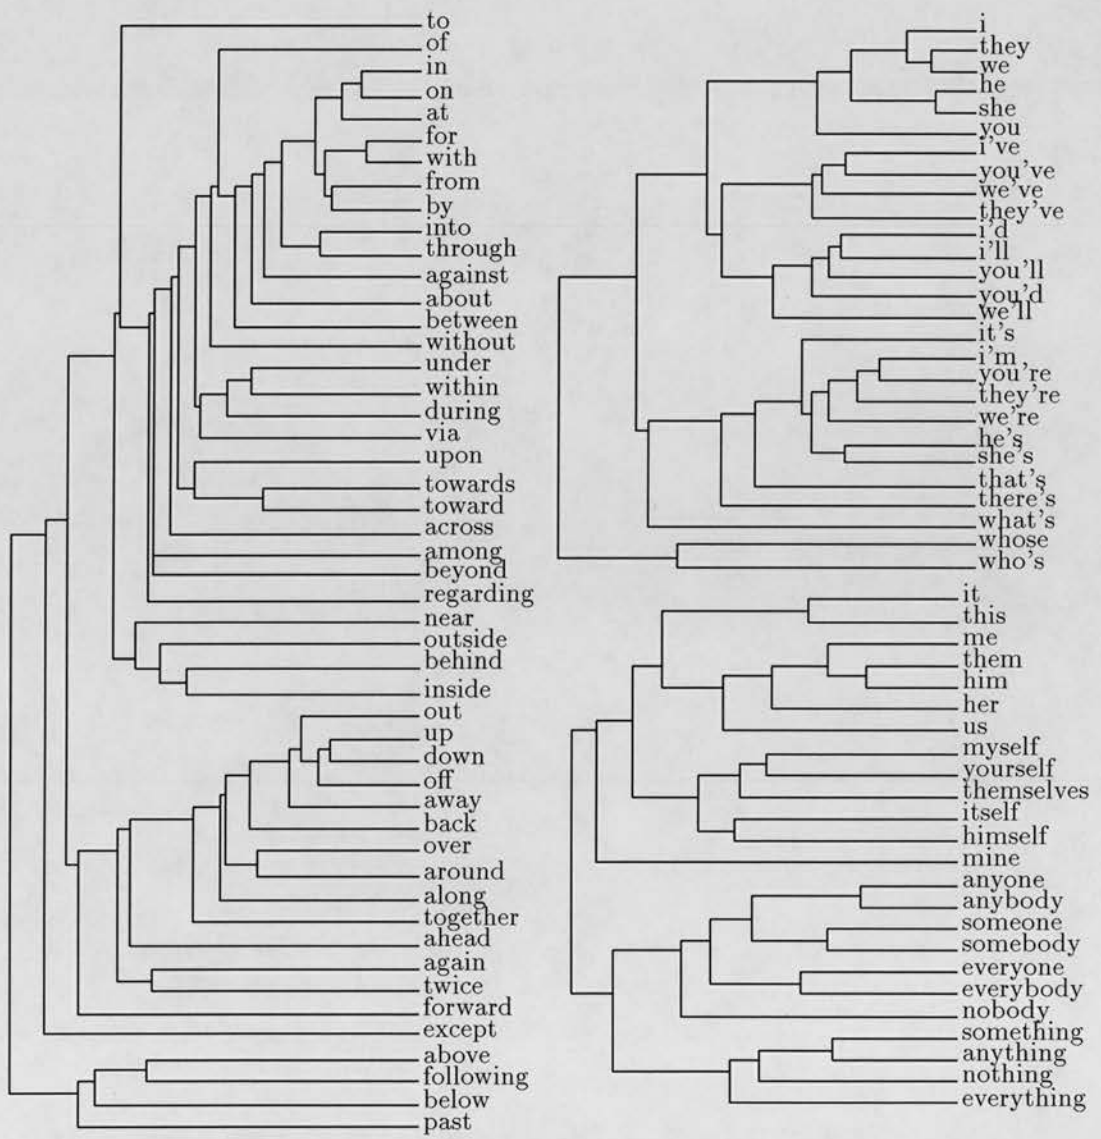 to
of
in
on
at
for
with
from
by
into
through
against
about
between
without
under
within
during
via
upon
towards
toward
across
among
beyond
regarding
near
outside
behind
inside
out
up
down
off
away
back
over
around
along
together
ahead
again
twice
forward
except
above
following
below
past
i
they
we
he
she
you
i've
you've
we've
they've
i'd
i'll
you'll
you'd
we'll
it's
i'm
you're
they're
we're
he's
she's
that's
there's
what's
whose
who's
it
this
me
them
him
her
us
myself
yourself
themselves
itself
himself
mine
anyone
anybody
someone
somebody
everyone
everybody
nobody
something
anything
nothing
everything